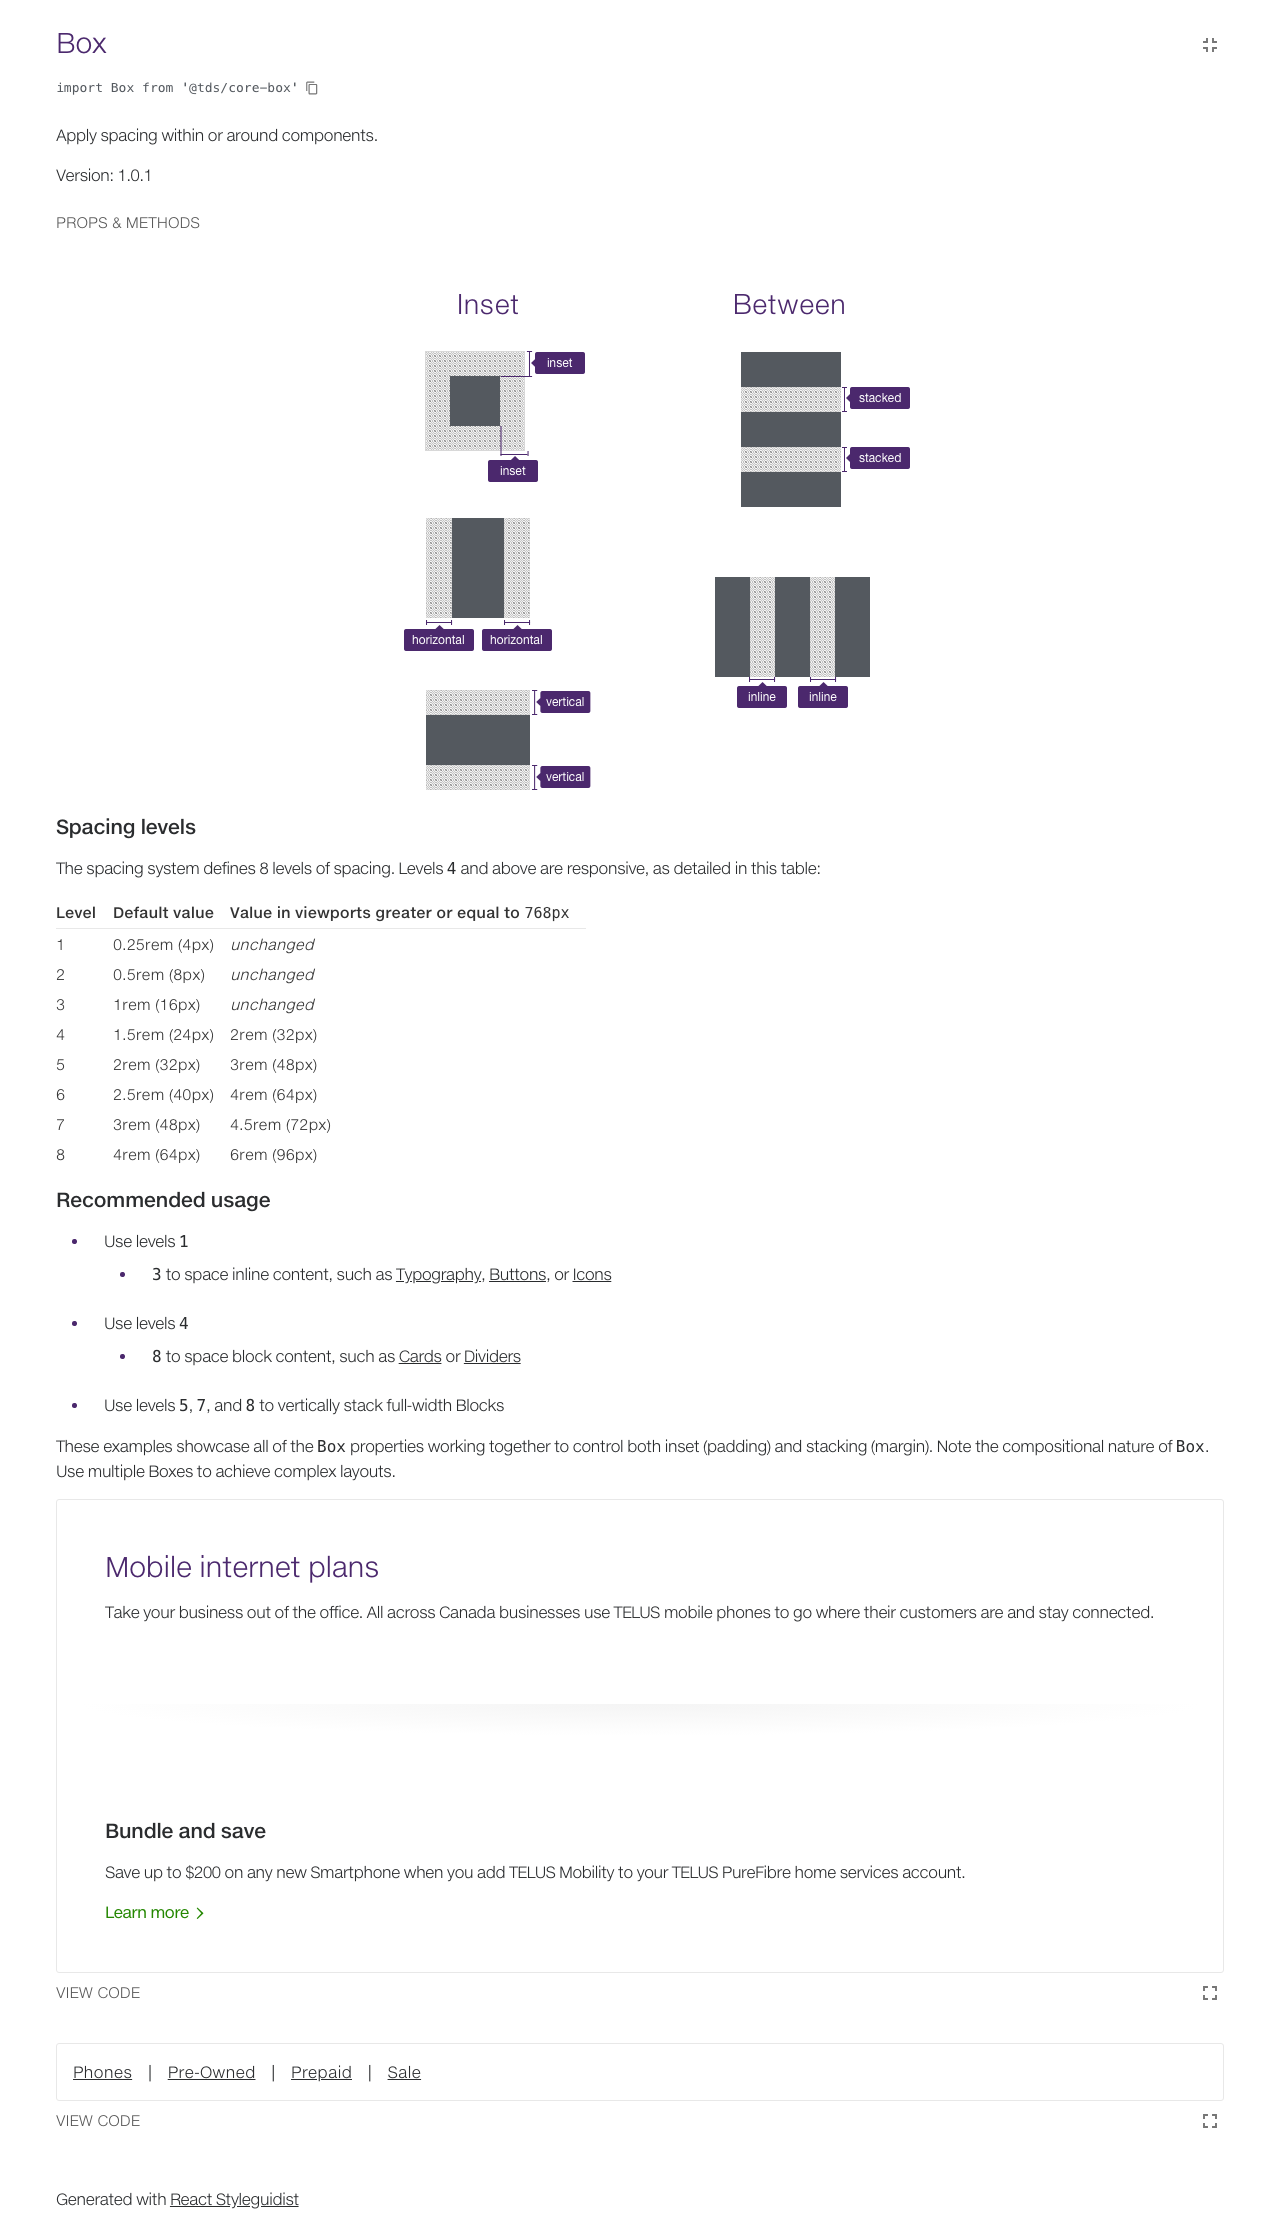 Box
import Box from '@tds/core-box'
Apply spacing within or around components.
Version: 1.0.1
PROPS & METHODS
Inset
Between
inset
inset
stacked
stacked
horizontal horizontal
inline inline
vertical
vertical
Spacing levels
The spacing system defines 8 levels of spacing. Levels 4 and above are responsive, as detailed in this table:
Level Default value Value in viewports greater or equal to 768px
1 0.25rem (4px) unchanged
2 0.5rem (8px) unchanged
3 1rem (16px) unchanged
4 1.5rem (24px) 2rem (32px)
5 2rem (32px) 3rem (48px)
6 2.5rem (40px) 4rem (64px)
7 3rem (48px) 4.5rem (72px)
8 4rem (64px) 6rem (96px)
Recommended usage
• Use levels 1
• 3 to space inline content, such as Typography, Buttons, or Icons
• Use levels 4
• 8 to space block content, such as Cards or Dividers
• Use levels 5, 7, and 8 to vertically stack full-width Blocks
These examples showcase all of the Box properties working together to control both inset (padding) and stacking (margin). Note the compositional nature of Box.
Use multiple Boxes to achieve complex layouts.
Mobile internet plans
Take your business out of the office. All across Canada businesses use TELUS mobile phones to go where their customers are and stay connected.
Bundle and save
Save up to $200 on any new Smartphone when you add TELUS Mobility to your TELUS PureFibre home services account.
Learn more
VIEW CODE
Phones | Pre-Owned | Prepaid | Sale
VIEW CODE
Generated with React Styleguidist